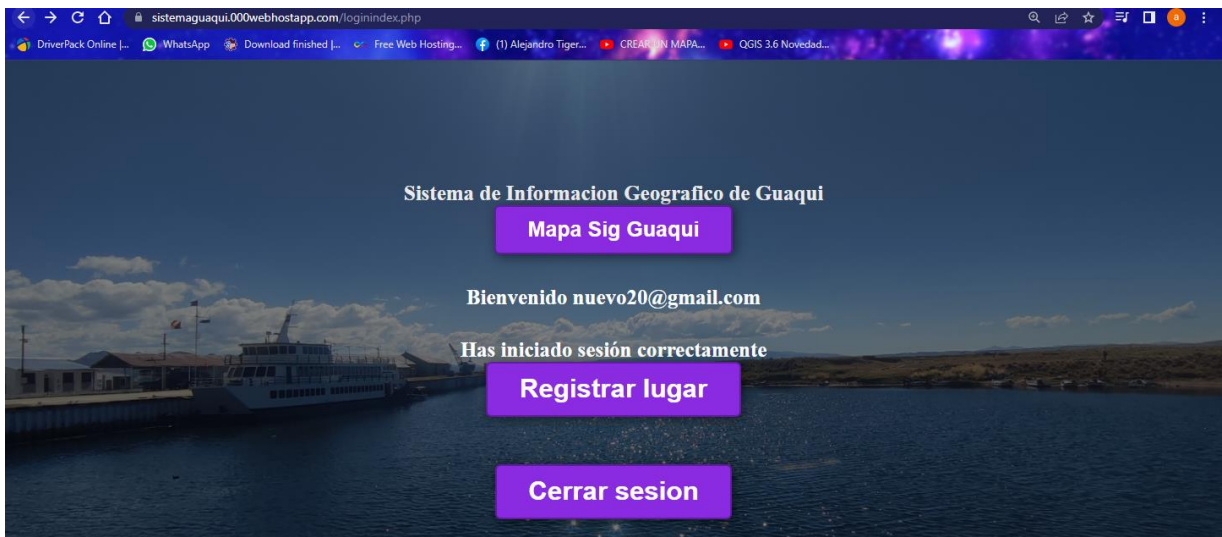 sistemaguaqui.000webhostapp.com/loginindex.php
DriverPack Online |... WhatsApp Download finished |... Free Web Hosting... (1) Alejandro Tiger... CREAR UN MAPA... QGIS 3.6 Novedad...
Sistema de Informacion Geografico de Guaqui
Mapa Sig Guaqui
Bienvenido nuevo20@gmail.com
Has iniciado sesión correctamente
Registrar lugar
Cerrar sesion